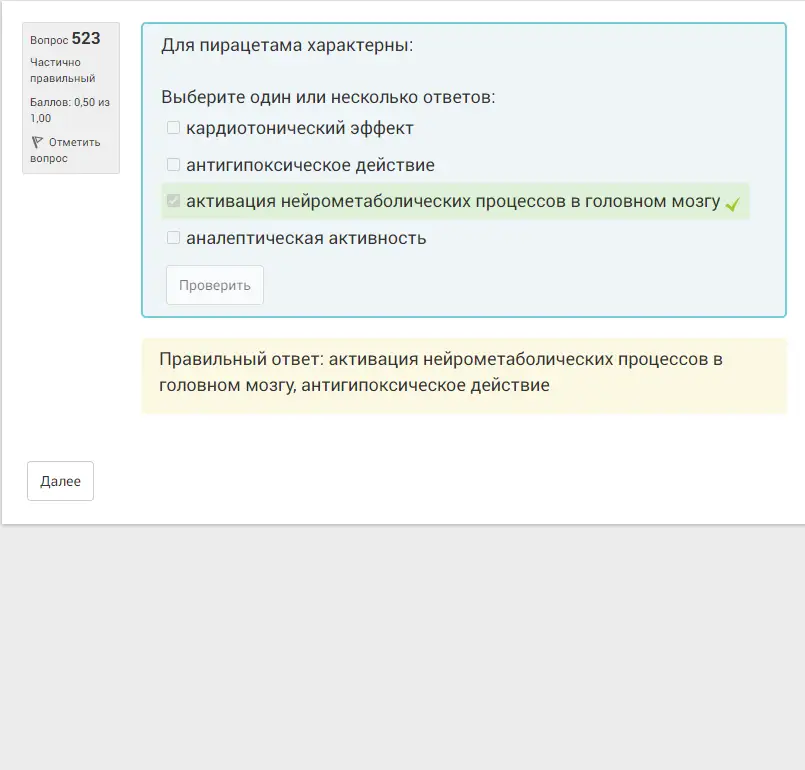 Вопрос 523
Частично
правильный
Баллов: 0,50 из
1,00
Отметить
вопрос
Для пирацетама характерны:
Выберите один или несколько ответов:
кардиотонический эффект
антигипоксическое действие
активация нейрометаболических процессов в головном мозгу
аналептическая активность
Проверить
Правильный ответ: активация нейрометаболических процессов в
головном мозгу, антигипоксическое действие
Далее